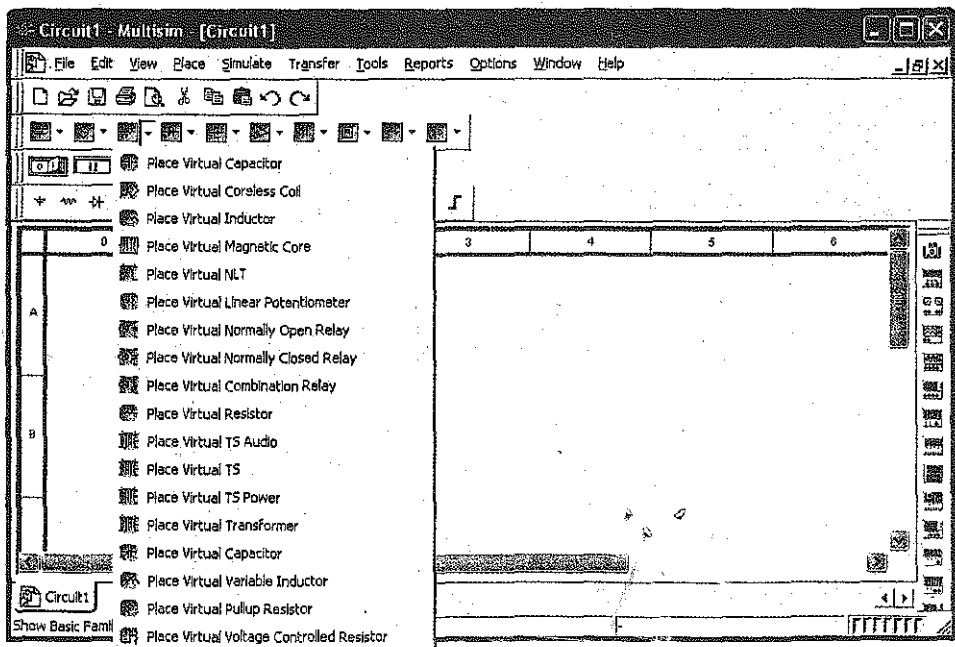 Circuit1 - Multisim - [Circuit1]
File Edit View Place Simulate Transfer Tools Reports Options Window Help
Place Virtual Capacitor
Place Virtual Coreless Coil
Place Virtual Inductor
0 3 4 5 6
Place Virtual Magnetic Core
Place Virtual NLT
Place Virtual Linear Potentiometer
A
Place Virtual Normally Open Relay
Place Virtual Normally Closed Relay
Place Virtual Combination Relay
Place Virtual Resistor
B
Place Virtual TS Audio
Place Virtual TS
Place Virtual TS Power
Place Virtual Transformer
Place Virtual Capacitor
Place Virtual Variable Inductor
Circuit1
Place Virtual Pullup Resistor
Show Basic Fami
Place Virtual Voltage Controlled Resistor